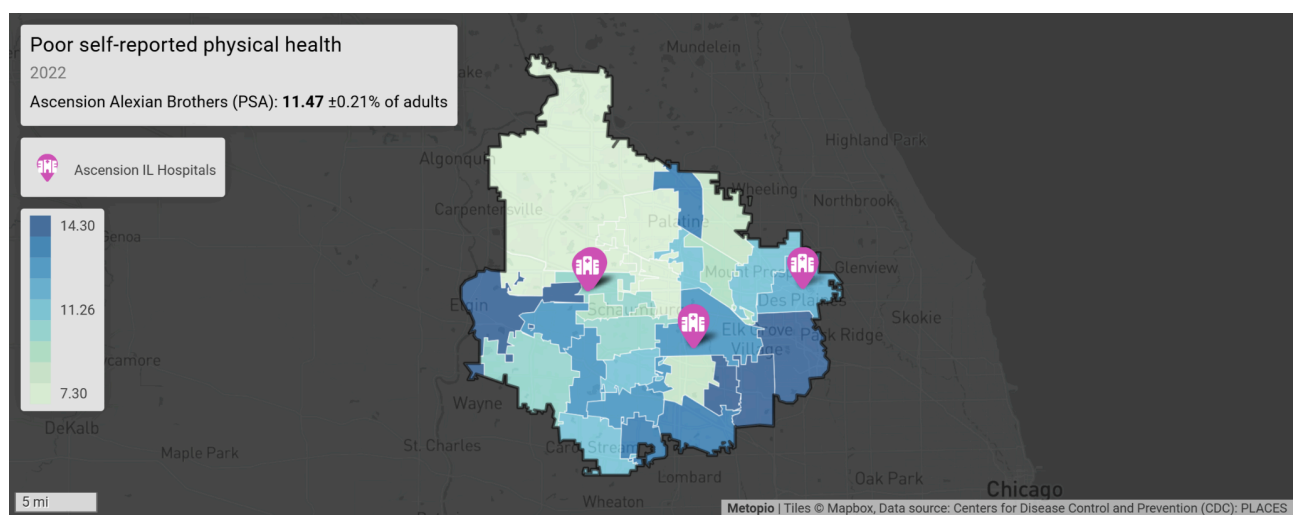 Poor self-reported physical health
2022
Ascension Alexian Brothers (PSA): 11.47 ±0.21% of adults
Ascension IL Hospitals
14.30
11.26
7.30
Mundelein
Highland Park
Algonquin
Wheeling
Northbrook
Carpentersville
Palatine
Genoa
Mount Prosp
Glenview
Elgin
Des Plaines
Schaumburg
Skokie
Elk Grove
Village
Park Ridge
ycamore
Wayne
DeKalb
St. Charles
Carol Stream
Maple Park
Lombard
Oak Park
Chicago
Wheaton
5 mi
Metopio | Tiles © Mapbox, Data source: Centers for Disease Control and Prevention (CDC): PLACES